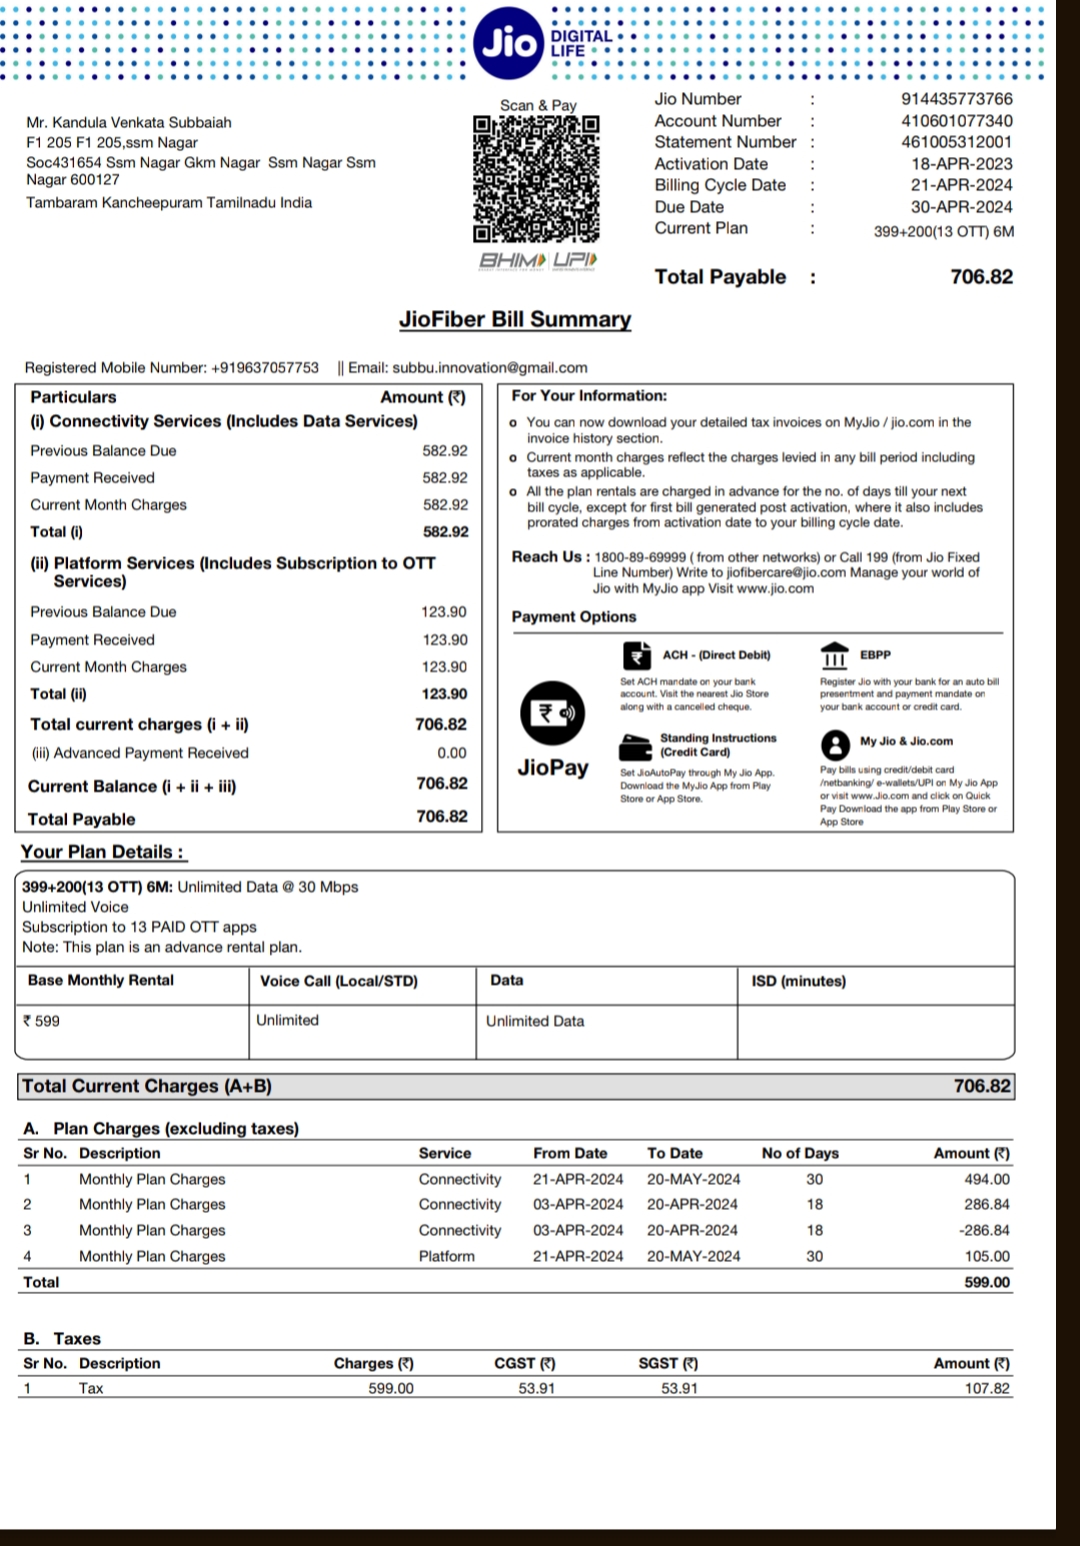 Jio DIGITAL LIFE
Mr. Kandula Venkata Subbaiah
F1 205 F1 205,ssm Nagar
Soc431654 Ssm Nagar Gkm Nagar Ssm Nagar Ssm
Nagar 600127
Tambaram Kancheepuram Tamilnadu India
Scan & Pay
BHIM UPI
Jio Number : 914435773766
Account Number : 410601077340
Statement Number : 461005312001
Activation Date : 18-APR-2023
Billing Cycle Date : 21-APR-2024
Due Date : 30-APR-2024
Current Plan : 399+200(13 OTT) 6M
Total Payable : 706.82
JioFiber Bill Summary
Registered Mobile Number: +919637057753 || Email: subbu.innovation@gmail.com
Particulars Amount (₹)
(i) Connectivity Services (Includes Data Services)
Previous Balance Due 582.92
Payment Received 582.92
Current Month Charges 582.92
Total (i) 582.92
(ii) Platform Services (Includes Subscription to OTT
Services)
Previous Balance Due 123.90
Payment Received 123.90
Current Month Charges 123.90
Total (ii) 123.90
Total current charges (i + ii) 706.82
(iii) Advanced Payment Received 0.00
Current Balance (i + ii + iii) 706.82
Total Payable 706.82
For Your Information:
o You can now download your detailed tax invoices on MyJio / jio.com in the
invoice history section.
o Current month charges reflect the charges levied in any bill period including
taxes as applicable.
o All the plan rentals are charged in advance for the no. of days till your next
bill cycle, except for first bill generated post activation, where it also includes
prorated charges from activation date to your billing cycle date.
Reach Us : 1800-89-69999 ( from other networks) or Call 199 (from Jio Fixed
Line Number) Write to jiofibercare@jio.com Manage your world of
Jio with MyJio app Visit www.jio.com
Payment Options
JioPay
ACH - (Direct Debit)
Set ACH mandate on your bank
account. Visit the nearest Jio Store
along with a cancelled cheque.
EBPP
Register Jio with your bank for an auto bill
presentment and payment mandate on
your bank account or credit card.
Standing Instructions
(Credit Card)
Set JioAutoPay through My Jio App.
Download the MyJio App from Play
Store or App Store.
My Jio & Jio.com
Pay bills using credit/debit card
/netbanking/ e-wallets/UPI on My Jio App
or visit www.Jio.com and click on Quick
Pay Download the app from Play Store or
App Store
Your Plan Details :
399+200(13 OTT) 6M: Unlimited Data @ 30 Mbps
Unlimited Voice
Subscription to 13 PAID OTT apps
Note: This plan is an advance rental plan.
Base Monthly Rental Voice Call (Local/STD) Data ISD (minutes)
₹ 599 Unlimited Unlimited Data
Total Current Charges (A+B) 706.82
A. Plan Charges (excluding taxes)
Sr No. Description Service From Date To Date No of Days Amount (₹)
1 Monthly Plan Charges Connectivity 21-APR-2024 20-MAY-2024 30 494.00
2 Monthly Plan Charges Connectivity 03-APR-2024 20-APR-2024 18 286.84
3 Monthly Plan Charges Connectivity 03-APR-2024 20-APR-2024 18 -286.84
4 Monthly Plan Charges Platform 21-APR-2024 20-MAY-2024 30 105.00
Total 599.00
B. Taxes
Sr No. Description Charges (₹) CGST (₹) SGST (₹) Amount (₹)
1 Tax 599.00 53.91 53.91 107.82